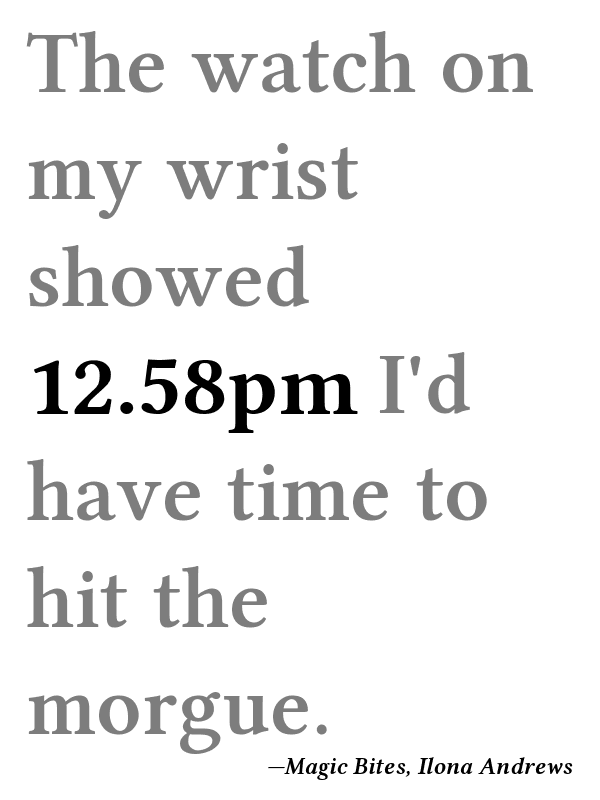 The watch on
my wrist
showed
12.58pm I'd
have time to
hit the
morgue.
—Magic Bites, Ilona Andrews